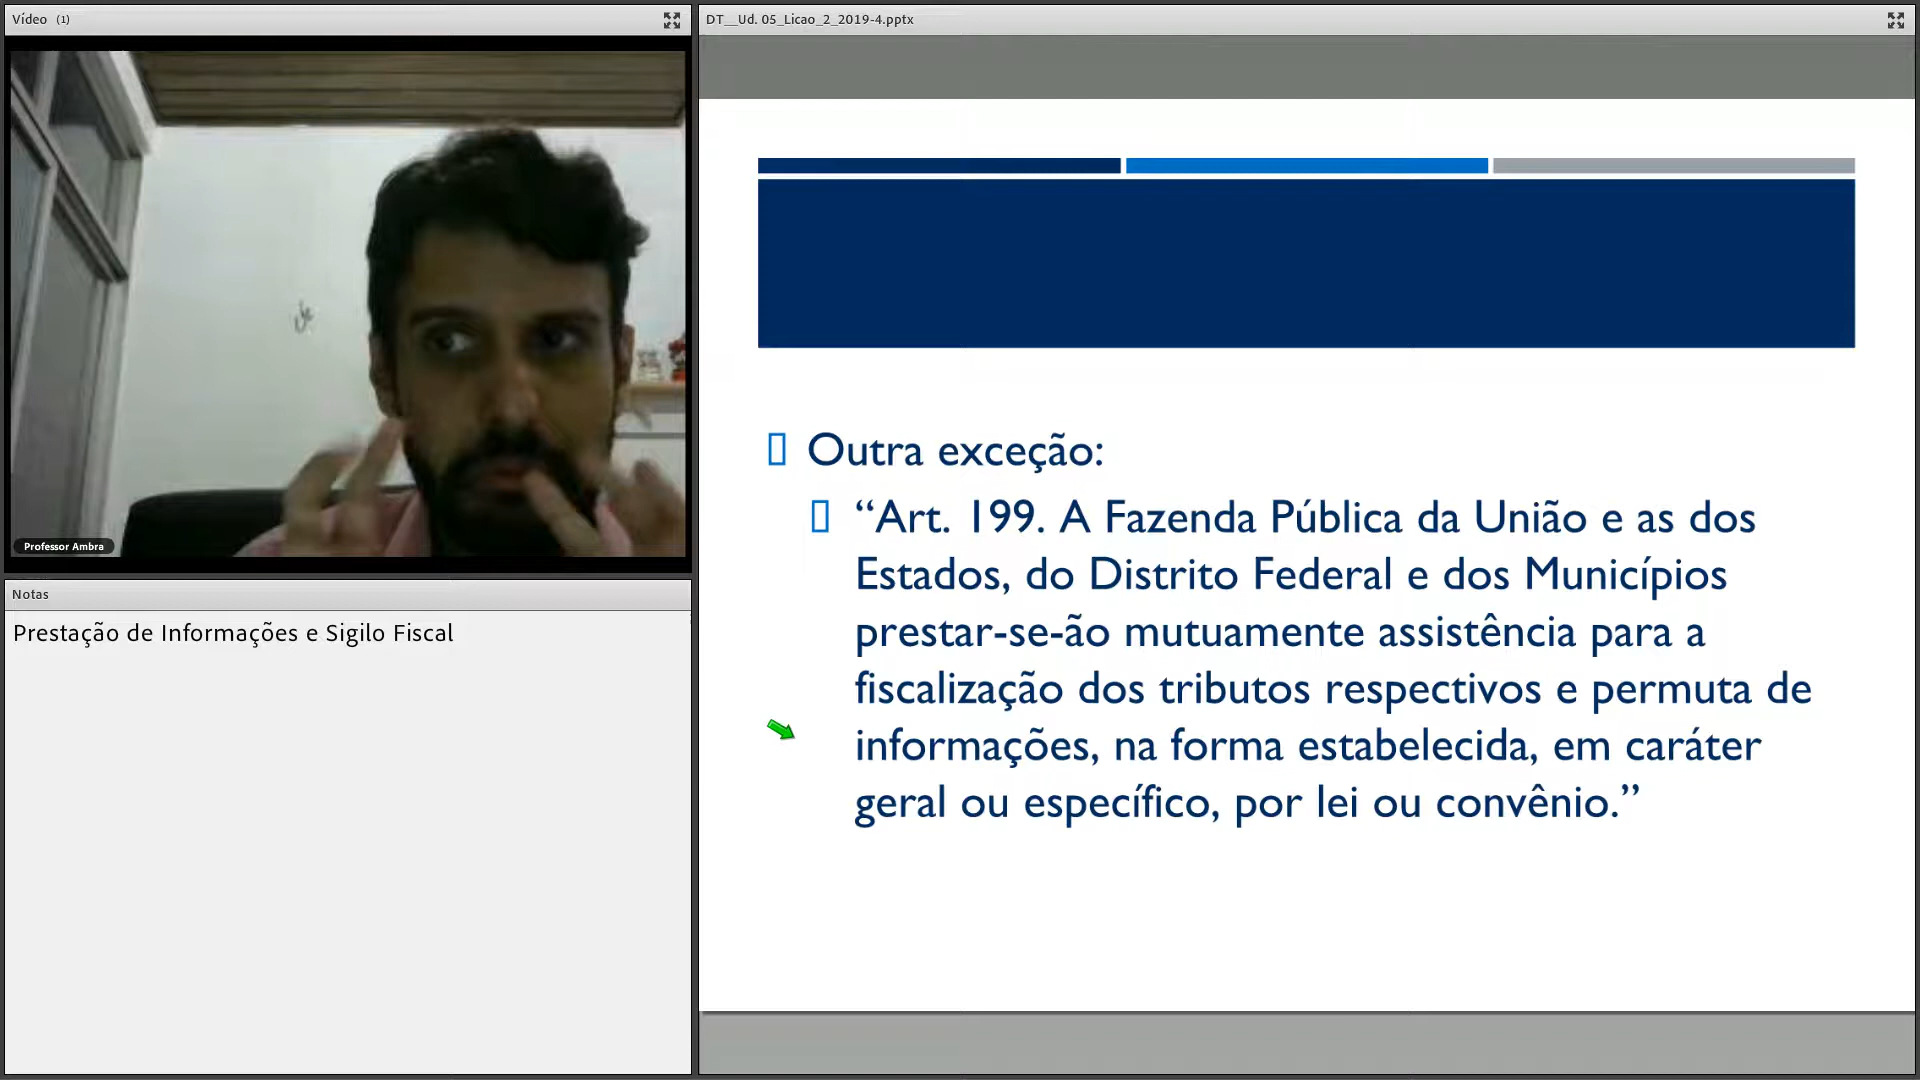 Vídeo (1)
Professor Ambra
Notas
Prestação de Informações e Sigilo Fiscal
DT__Ud. 05_Licao_2_2019-4.pptx
Outra exceção:
“Art. 199. A Fazenda Pública da União e as dos
Estados, do Distrito Federal e dos Municípios
prestar-se-ão mutuamente assistência para a
fiscalização dos tributos respectivos e permuta de
informações, na forma estabelecida, em caráter
geral ou específico, por lei ou convênio.”